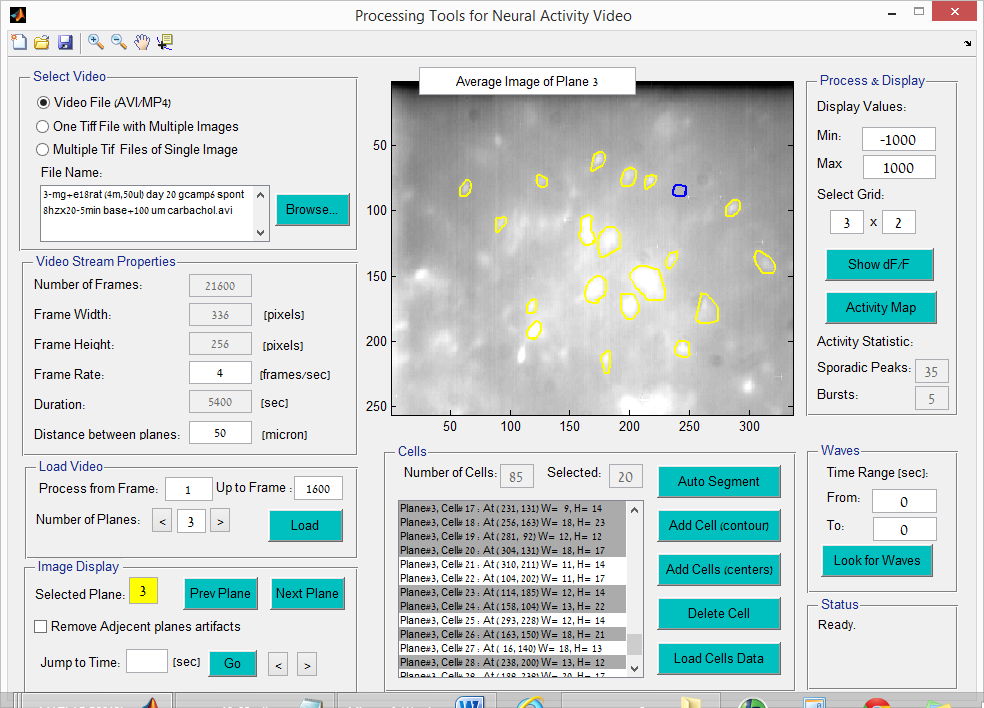 Processing Tools for Neural Activity Video
Select Video
Video File (AVI/MP4)
One Tiff File with Multiple Images
Multiple Tif Files of Single Image
File Name:
3-mg+e18rat (4m,50ul) day 20 gcamp6 spont
8hzx20-5min base+100 um carbachol.avi
Browse...
Video Stream Properties
Number of Frames: 21600
Frame Width: 336 [pixels]
Frame Height: 256 [pixels]
Frame Rate: 4 [frames/sec]
Duration: 5400 [sec]
Distance between planes: 50 [micron]
Load Video
Process from Frame: 1 Up to Frame : 1600
Number of Planes: < 3 > Load
Image Display
Selected Plane: 3 Prev Plane Next Plane
Remove Adjecent planes artifacts
Jump to Time: [sec] Go < >
Average Image of Plane 3
50
100
150
200
250
50 100 150 200 250 300
Cells
Number of Cells: 85 Selected: 20
Plane#3, Cell# 17 : At ( 231, 131) W= 9, H= 14
Plane#3, Cell# 18 : At ( 256, 163) W= 18, H= 23
Plane#3, Cell# 19 : At ( 281, 92) W= 12, H= 12
Plane#3, Cell# 20 : At ( 304, 131) W= 18, H= 17
Plane#3, Cell# 21 : At ( 310, 211) W= 11, H= 14
Plane#3, Cell# 22 : At ( 104, 202) W= 11, H= 17
Plane#3, Cell# 23 : At ( 114, 185) W= 12, H= 14
Plane#3, Cell# 24 : At ( 158, 104) W= 13, H= 22
Plane#3, Cell# 25 : At ( 293, 228) W= 12, H= 14
Plane#3, Cell# 26 : At ( 163, 150) W= 18, H= 21
Plane#3, Cell# 27 : At ( 16, 140) W= 18, H= 13
Plane#3, Cell# 28 : At ( 238, 200) W= 13, H= 12
Auto Segment
Add Cell (contour)
Add Cells (centers)
Delete Cell
Load Cells Data
Process & Display
Display Values:
Min: -1000
Max 1000
Select Grid:
3 x 2
Show dF/F
Activity Map
Activity Statistic:
Sporadic Peaks: 35
Bursts: 5
Waves
Time Range [sec]:
From: 0
To: 0
Look for Waves
Status
Ready.